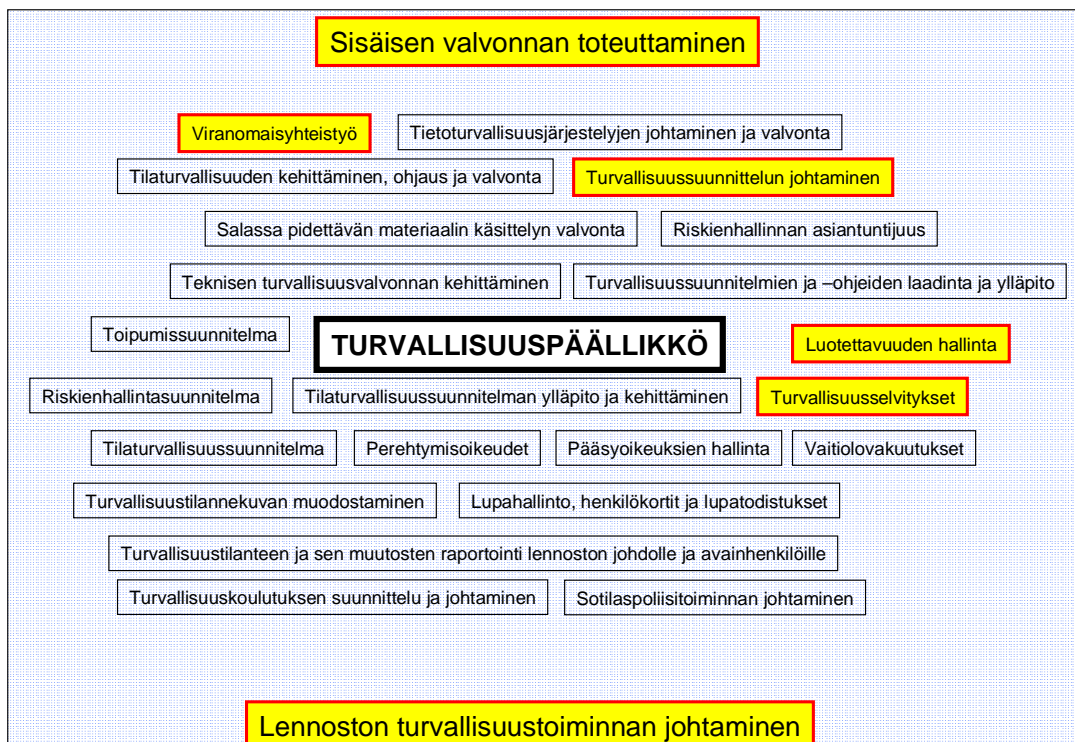 Sisäisen valvonnan toteuttaminen
Viranomaisyhteistyö
Tietoturvallisuusjärjestelyjen johtaminen ja valvonta
Tilaturvallisuuden kehittäminen, ohjaus ja valvonta
Turvallisuussuunnittelun johtaminen
Salassa pidettävän materiaalin käsittelyn valvonta
Riskienhallinnan asiantuntijuus
Teknisen turvallisuusvalvonnan kehittäminen
Turvallisuussuunnitelmien ja –ohjeiden laadinta ja ylläpito
Toipumissuunnitelma
TURVALLISUUSPÄÄLLIKKÖ
Luotettavuuden hallinta
Riskienhallintasuunnitelma
Tilaturvallisuussuunnitelman ylläpito ja kehittäminen
Turvallisuusselvitykset
Tilaturvallisuussuunnitelma
Perehtymisoikeudet
Pääsyoikeuksien hallinta
Vaitiolovakuutukset
Turvallisuustilannekuvan muodostaminen
Lupahallinto, henkilökortit ja lupatodistukset
Turvallisuustilanteen ja sen muutosten raportointi lennoston johdolle ja avainhenkilöille
Turvallisuuskoulutuksen suunnittelu ja johtaminen
Sotilaspoliisitoiminnan johtaminen
Lennoston turvallisuustoiminnan johtaminen